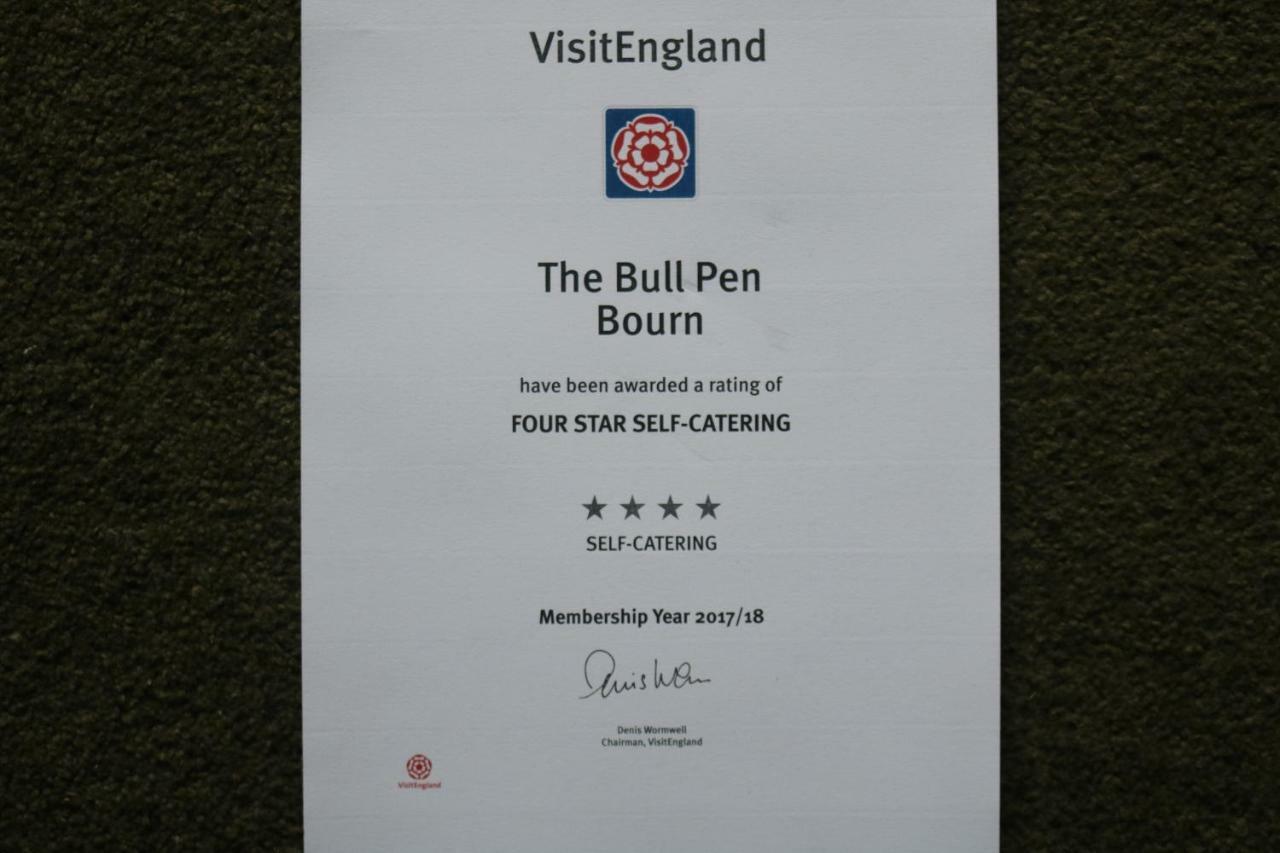 VisitEngland
The Bull Pen
Bourn
have been awarded a rating of
FOUR STAR SELF-CATERING
★ ★ ★ ★
SELF-CATERING
Membership Year 2017/18
Denis Wormwell
Chairman, VisitEngland
VisitEngland